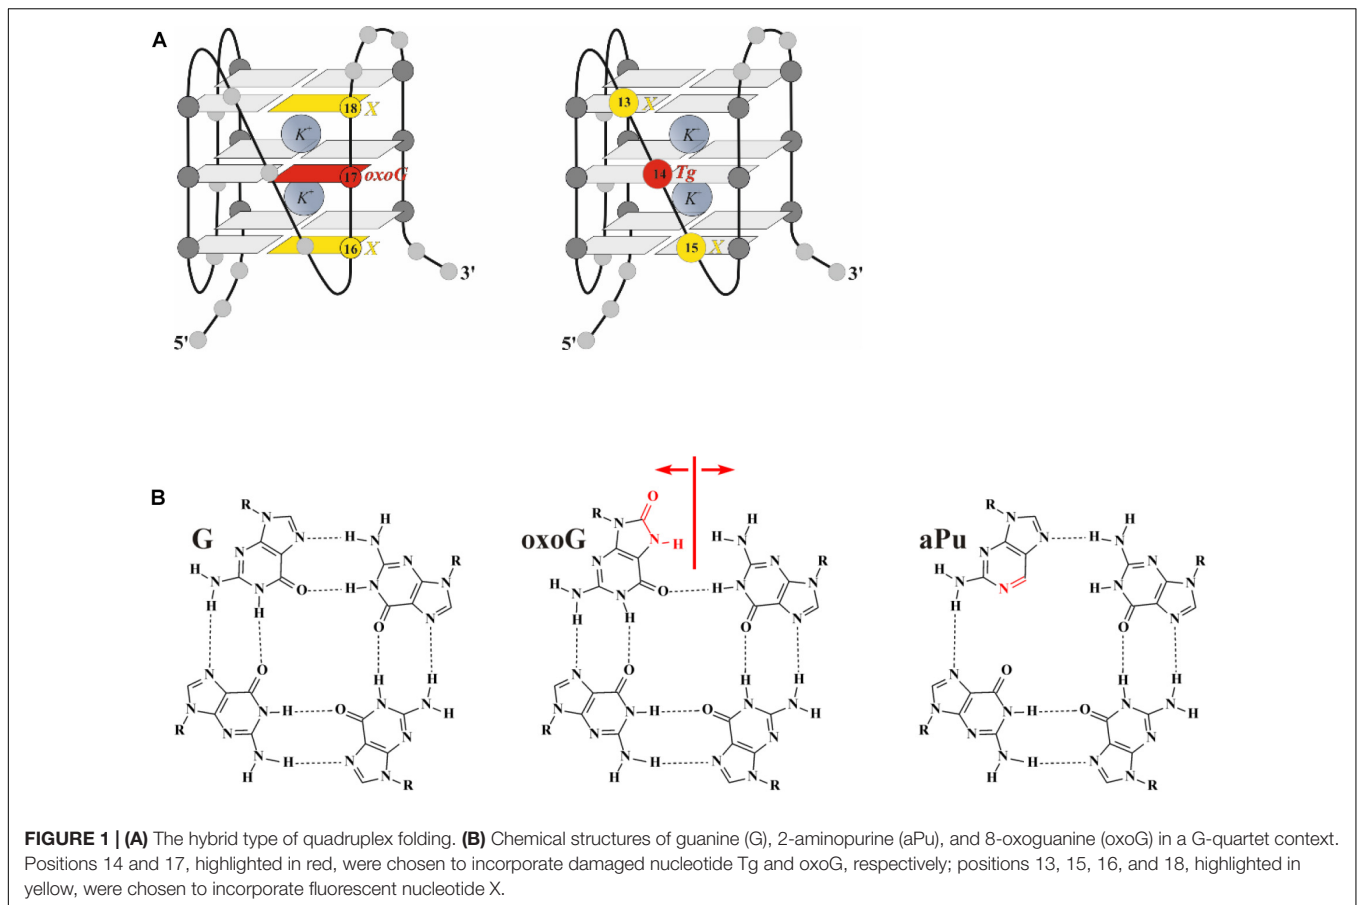 A
18 X
K+
17 oxoG
K+
16 X
3'
5'
13 X
K+
14 Tg
K+
15 X
3'
5'
B
G
R
N
N
H
N
H
H
N
N
N
R
H
N
H
N
H
O
H
N
O
N
N
H
O
H
N
N
R
N
H
O
N
H
N
N
H
N
H
H
N
N
R
oxoG
O
R
N
N
H
H
N
H
N
H
N
N
R
N
H
N
H
N
H
O
H
N
O
N
N
H
O
H
N
N
R
N
H
O
N
H
N
N
H
N
H
H
N
N
R
aPu
R
N
N
H
N
H
N
H
N
N
R
H
N
H
N
H
N
O
N
N
O
H
H
N
N
R
N
H
O
N
H
N
N
H
N
H
H
N
N
R
FIGURE 1 | (A) The hybrid type of quadruplex folding. (B) Chemical structures of guanine (G), 2-aminopurine (aPu), and 8-oxoguanine (oxoG) in a G-quartet context.
Positions 14 and 17, highlighted in red, were chosen to incorporate damaged nucleotide Tg and oxoG, respectively; positions 13, 15, 16, and 18, highlighted in
yellow, were chosen to incorporate fluorescent nucleotide X.